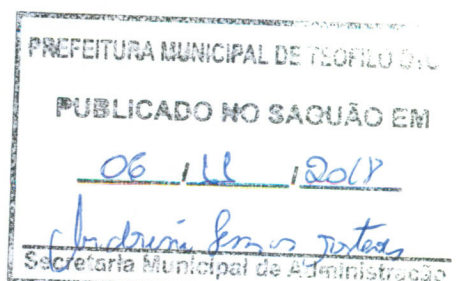 PREFEITURA MUNICIPAL DE TEOFILO
PUBLICADO NO SAGUÃO EM
06 / 11 / 2018
Secretaria Municipal de Administração